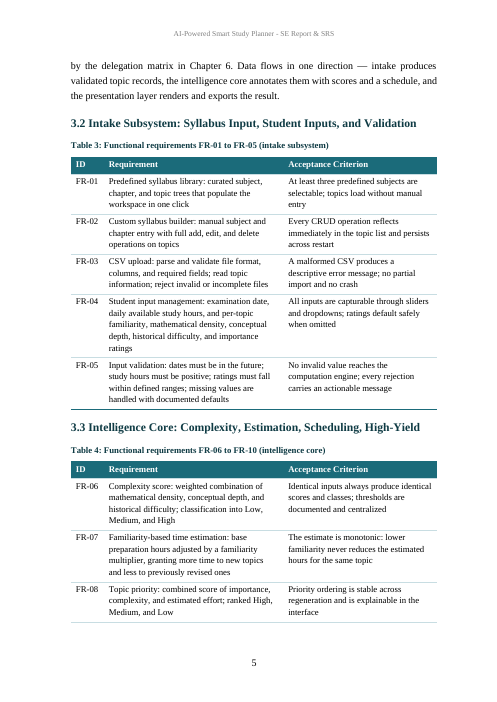 AI-Powered Smart Study Planner - SE Report & SRS
by the delegation matrix in Chapter 6. Data flows in one direction — intake produces
validated topic records, the intelligence core annotates them with scores and a schedule, and
the presentation layer renders and exports the result.
3.2 Intake Subsystem: Syllabus Input, Student Inputs, and Validation
Table 3: Functional requirements FR-01 to FR-05 (intake subsystem)
ID Requirement Acceptance Criterion
FR-01 Predefined syllabus library: curated subject, At least three predefined subjects are
chapter, and topic trees that populate the selectable; topics load without manual
workspace in one click entry
FR-02 Custom syllabus builder: manual subject and Every CRUD operation reflects
chapter entry with full add, edit, and delete immediately in the topic list and persists
operations on topics across restart
FR-03 CSV upload: parse and validate file format, A malformed CSV produces a
columns, and required fields; read topic descriptive error message; no partial
information; reject invalid or incomplete files import and no crash
FR-04 Student input management: examination date, All inputs are capturable through sliders
daily available study hours, and per-topic and dropdowns; ratings default safely
familiarity, mathematical density, conceptual when omitted
depth, historical difficulty, and importance
ratings
FR-05 Input validation: dates must be in the future; No invalid value reaches the
study hours must be positive; ratings must fall computation engine; every rejection
within defined ranges; missing values are carries an actionable message
handled with documented defaults
3.3 Intelligence Core: Complexity, Estimation, Scheduling, High-Yield
Table 4: Functional requirements FR-06 to FR-10 (intelligence core)
ID Requirement Acceptance Criterion
FR-06 Complexity score: weighted combination of Identical inputs always produce identical
mathematical density, conceptual depth, and scores and classes; thresholds are
historical difficulty; classification into Low, documented and centralized
Medium, and High
FR-07 Familiarity-based time estimation: base The estimate is monotonic: lower
preparation hours adjusted by a familiarity familiarity never reduces the estimated
multiplier, granting more time to new topics hours for the same topic
and less to previously revised ones
FR-08 Topic priority: combined score of importance, Priority ordering is stable across
complexity, and estimated effort; ranked High, regeneration and is explainable in the
Medium, and Low interface
5